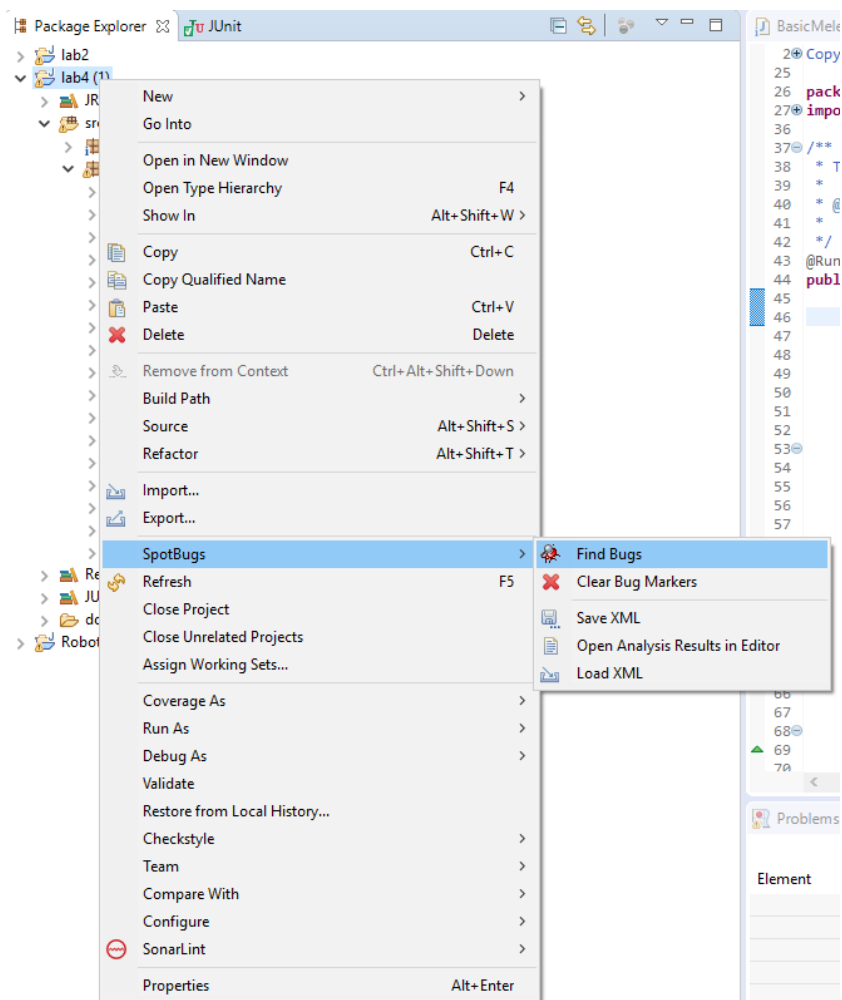 Package Explorer JUnit
lab2
lab4 (1)
JR
src
Re
JU
do
Robot
New
Go Into
Open in New Window
Open Type Hierarchy F4
Show In Alt+Shift+W
Copy Ctrl+C
Copy Qualified Name
Paste Ctrl+V
Delete Delete
Remove from Context Ctrl+Alt+Shift+Down
Build Path
Source Alt+Shift+S
Refactor Alt+Shift+T
Import...
Export...
SpotBugs
Refresh F5
Close Project
Close Unrelated Projects
Assign Working Sets...
Coverage As
Run As
Debug As
Validate
Restore from Local History...
Checkstyle
Team
Compare With
Configure
SonarLint
Properties Alt+Enter
Find Bugs
Clear Bug Markers
Save XML
Open Analysis Results in Editor
Load XML
BasicMele
2 Copy
25
26 pack
27 impo
36
37 /**
38 * T
39 *
40 * @
41 *
42 */
43 @Run
44 publ
45
46
47
48
49
50
51
52
53
54
55
56
57
66
67
68
69
70
Problems
Element